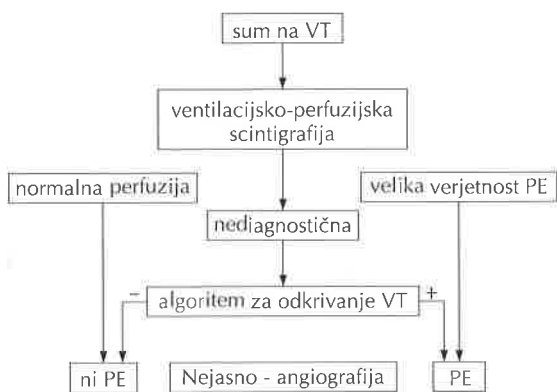 sum na VT
ventilacijsko-perfuzijska
scintigrafija
normalna perfuzija
velika verjetnost PE
nediagnostična
−
algoritem za odkrivanje VT
+
ni PE
Nejasno - angiografija
PE